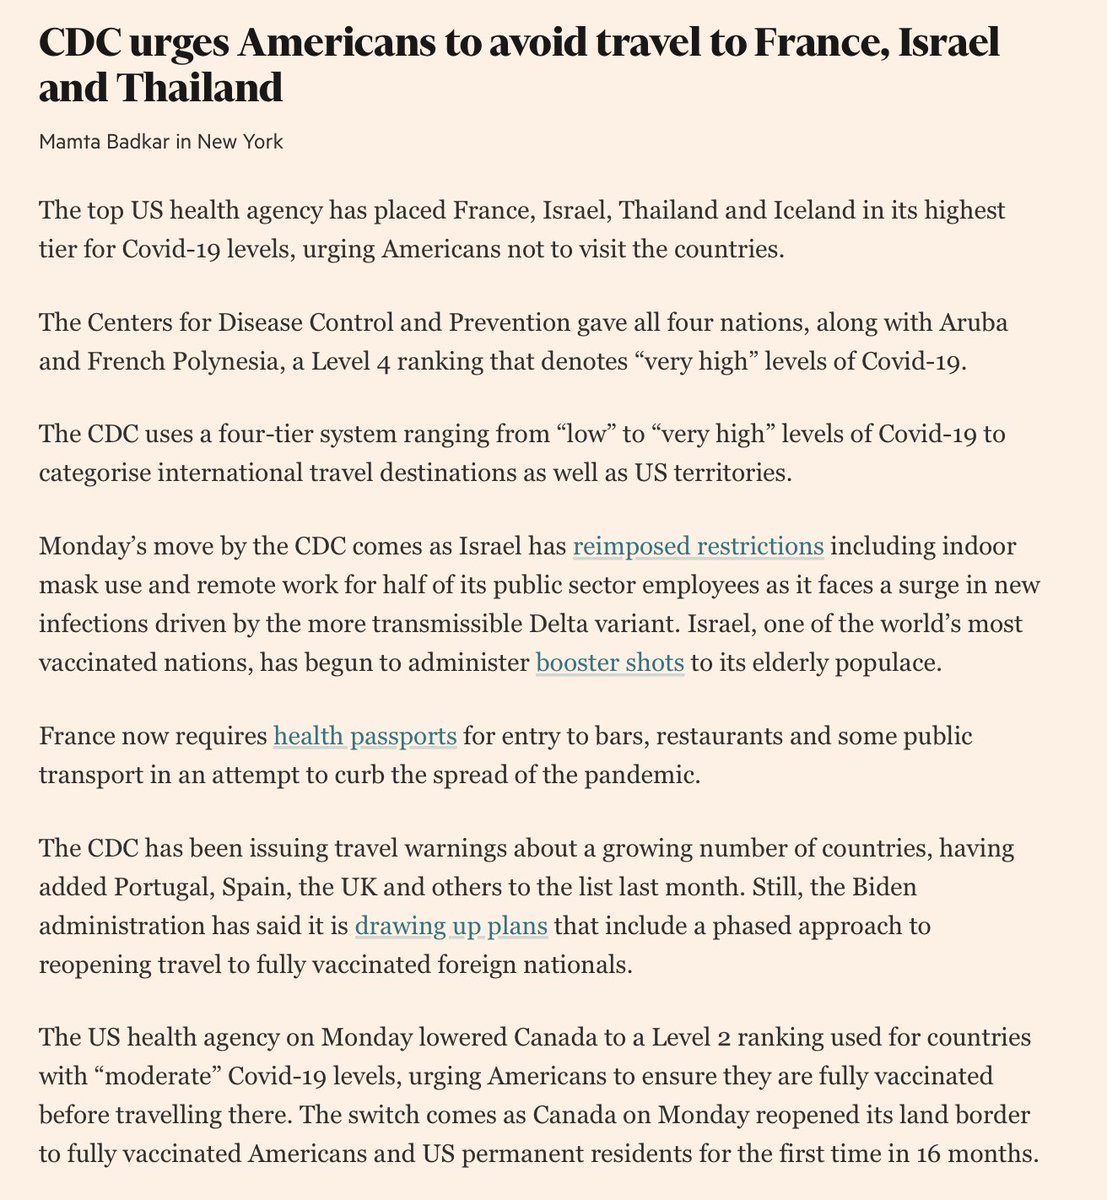 CDC urges Americans to avoid travel to France, Israel
and Thailand
Mamta Badkar in New York
The top US health agency has placed France, Israel, Thailand and Iceland in its highest
tier for Covid-19 levels, urging Americans not to visit the countries.
The Centers for Disease Control and Prevention gave all four nations, along with Aruba
and French Polynesia, a Level 4 ranking that denotes “very high” levels of Covid-19.
The CDC uses a four-tier system ranging from “low” to “very high” levels of Covid-19 to
categorise international travel destinations as well as US territories.
Monday’s move by the CDC comes as Israel has reimposed restrictions including indoor
mask use and remote work for half of its public sector employees as it faces a surge in new
infections driven by the more transmissible Delta variant. Israel, one of the world’s most
vaccinated nations, has begun to administer booster shots to its elderly populace.
France now requires health passports for entry to bars, restaurants and some public
transport in an attempt to curb the spread of the pandemic.
The CDC has been issuing travel warnings about a growing number of countries, having
added Portugal, Spain, the UK and others to the list last month. Still, the Biden
administration has said it is drawing up plans that include a phased approach to
reopening travel to fully vaccinated foreign nationals.
The US health agency on Monday lowered Canada to a Level 2 ranking used for countries
with “moderate” Covid-19 levels, urging Americans to ensure they are fully vaccinated
before travelling there. The switch comes as Canada on Monday reopened its land border
to fully vaccinated Americans and US permanent residents for the first time in 16 months.